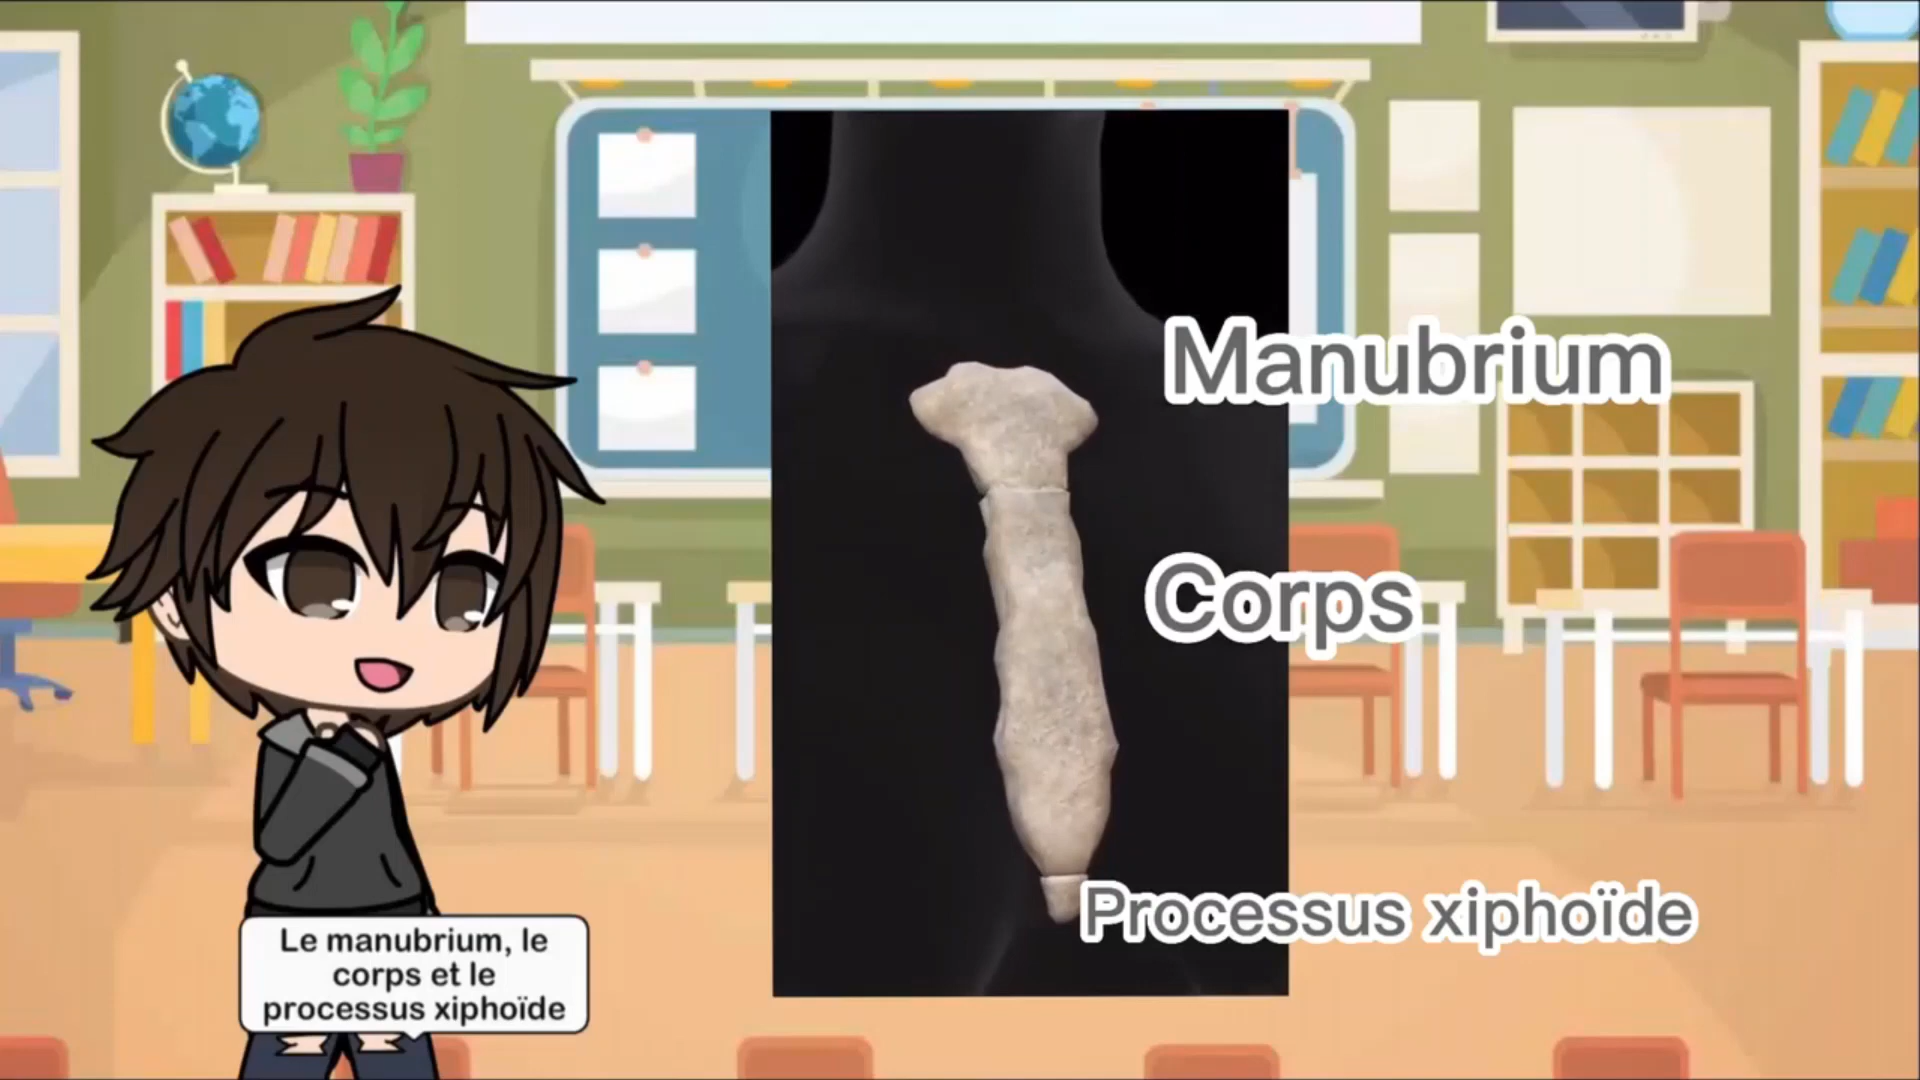 Manubrium
Corps
Processus xiphoïde
Le manubrium, le
corps et le
processus xiphoïde